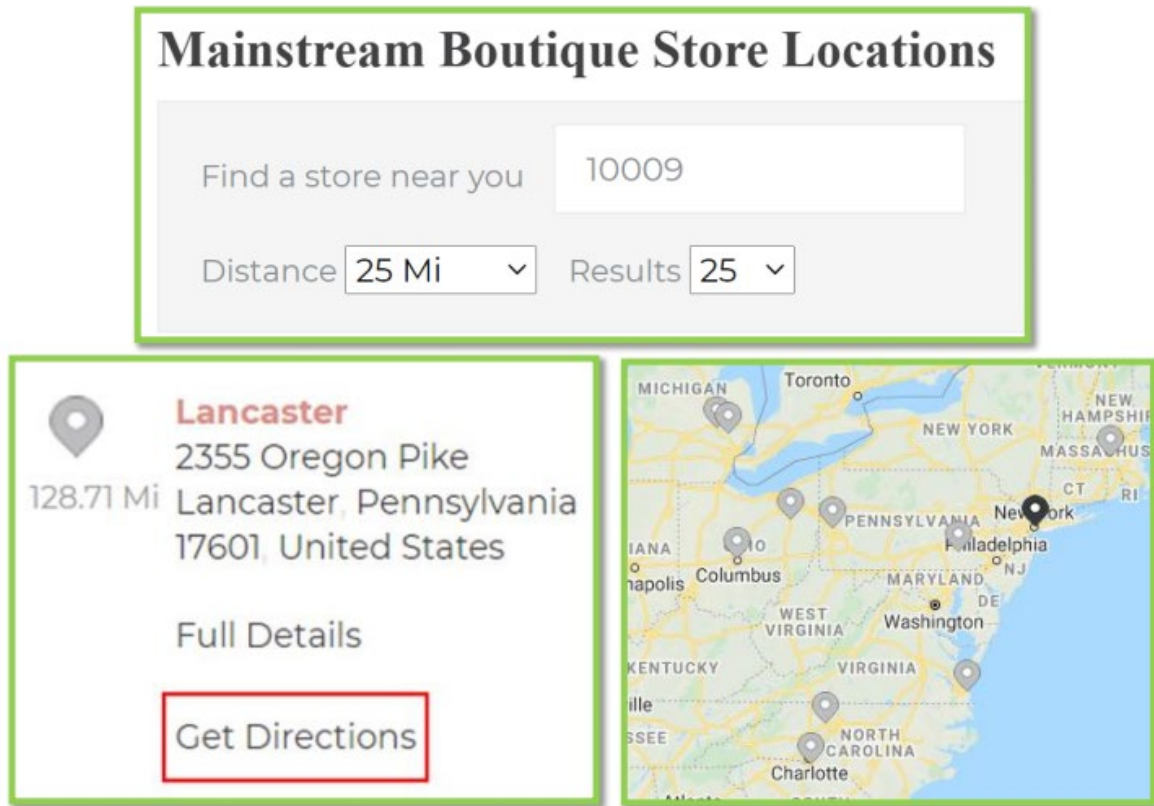 Mainstream Boutique Store Locations
Find a store near you
10009
Distance 25 Mi Results 25
Lancaster
2355 Oregon Pike
128.71 Mi
Lancaster, Pennsylvania
17601, United States
Full Details
Get Directions
MICHIGAN
Toronto
NEW
HAMPSHIR
NEW YORK
MASSACHUS
CT
RI
PENNSYLVANIA
New York
OHIO
Philadelphia
IANA
NJ
napolis
Columbus
MARYLAND
DE
WEST
VIRGINIA
Washington
KENTUCKY
VIRGINIA
ille
SSEE
NORTH
CAROLINA
Charlotte